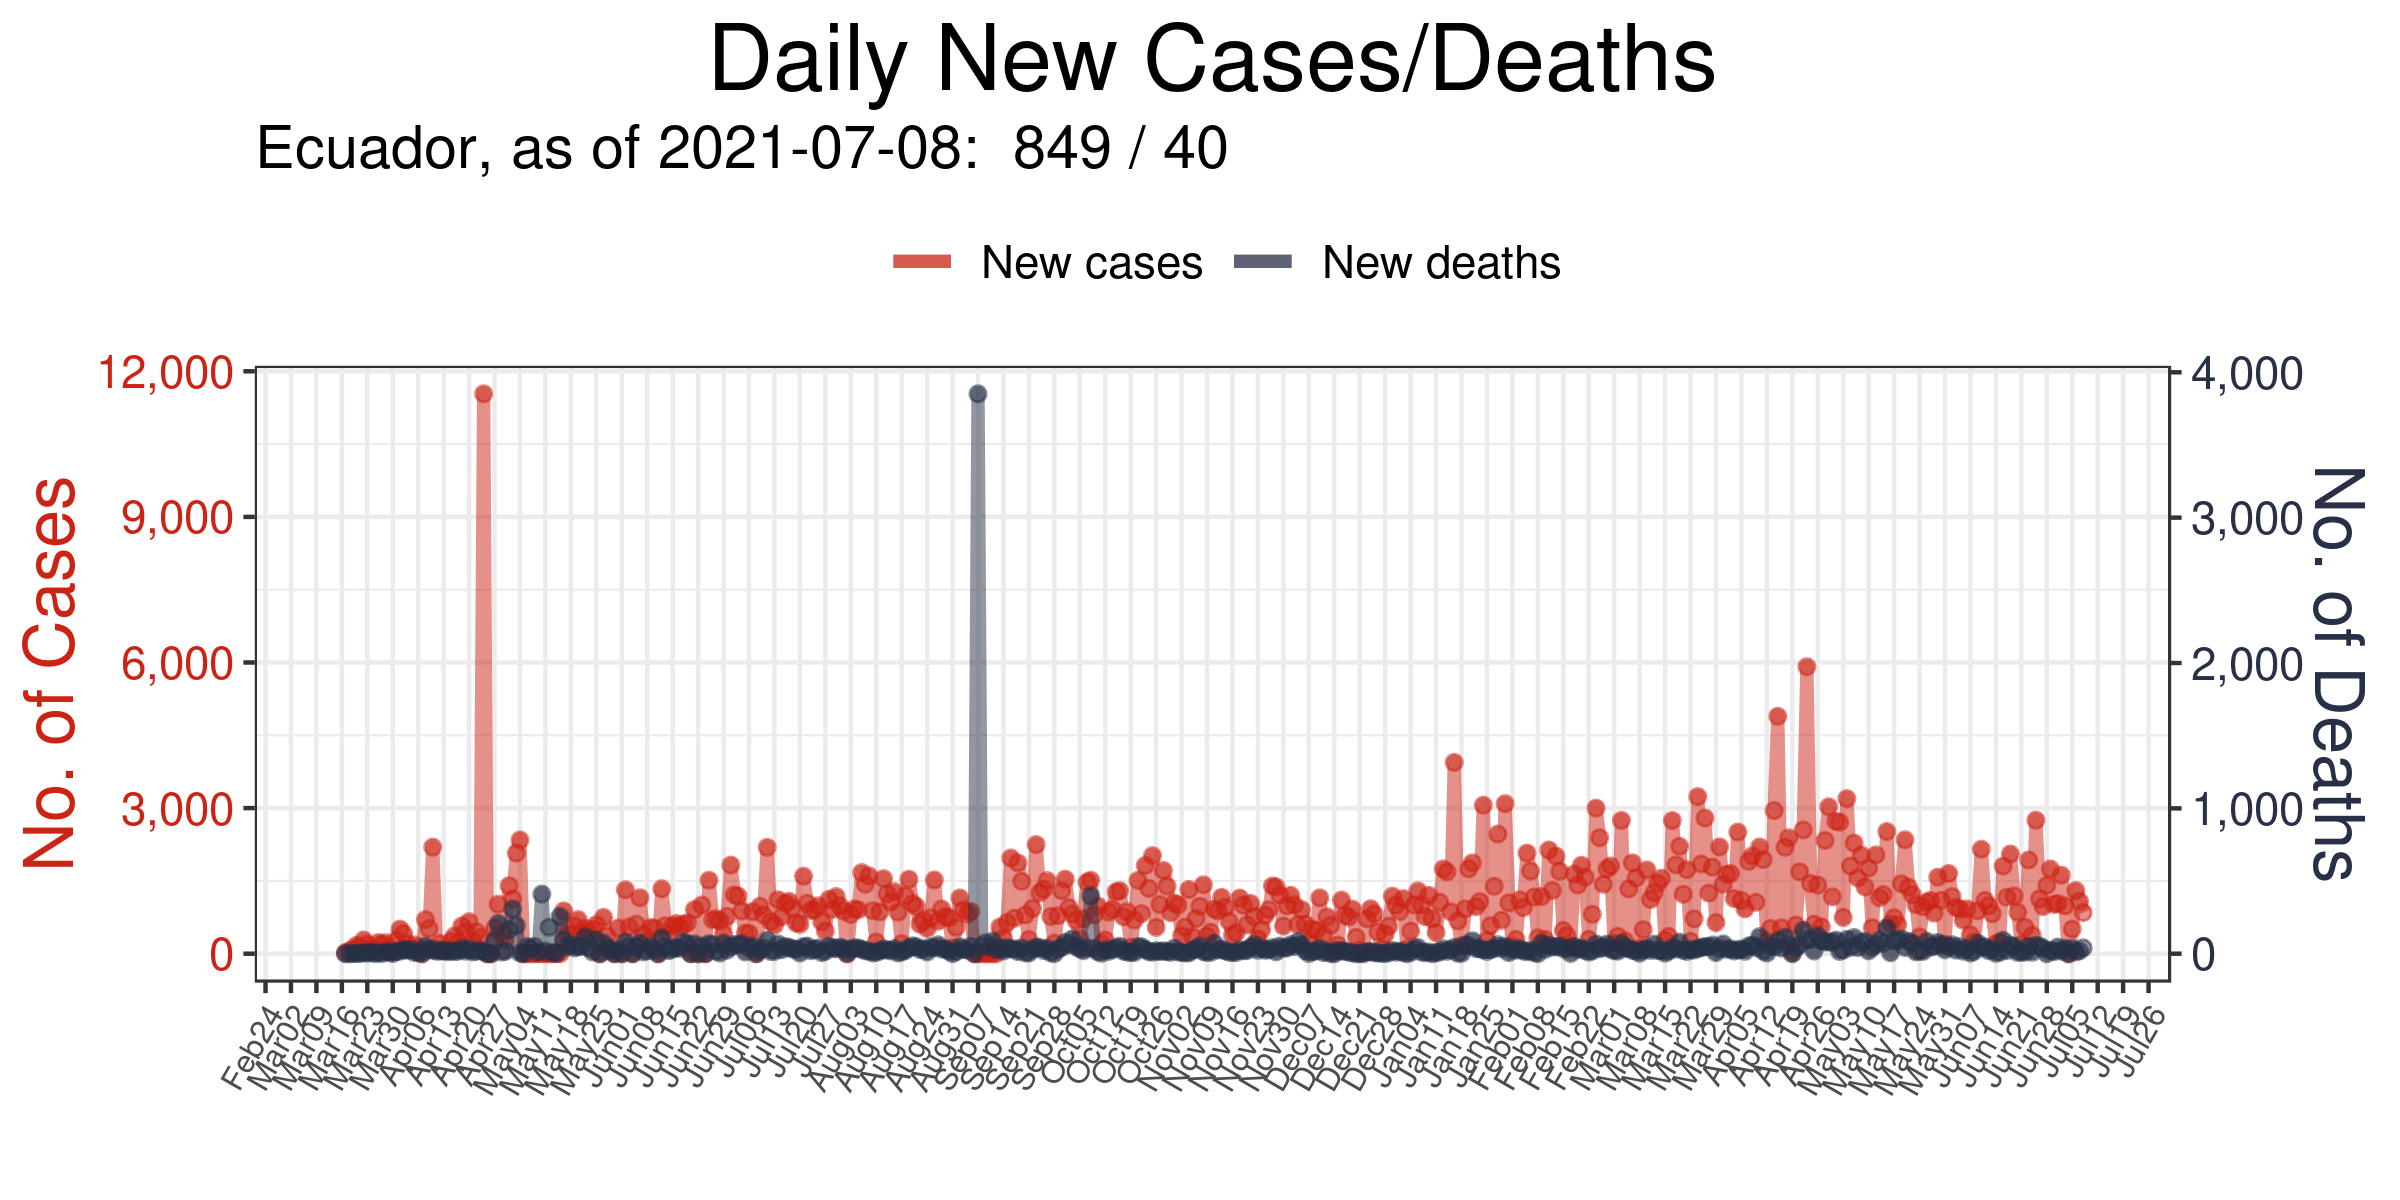 Daily New Cases/Deaths
Ecuador, as of 2021-07-08:  849 / 40
New cases
New deaths
No. of Cases
12,000
9,000
6,000
3,000
0
4,000
3,000
2,000
1,000
0
No. of Deaths
Feb24
Mar02
Mar09
Mar16
Mar23
Mar30
Apr06
Apr13
Apr20
Apr27
May04
May11
May18
May25
Jun01
Jun08
Jun15
Jun22
Jun29
Jul06
Jul13
Jul20
Jul27
Aug03
Aug10
Aug17
Aug24
Aug31
Sep07
Sep14
Sep21
Sep28
Oct05
Oct12
Oct19
Oct26
Nov02
Nov09
Nov16
Nov23
Nov30
Dec07
Dec14
Dec21
Dec28
Jan04
Jan11
Jan18
Jan25
Feb01
Feb08
Feb15
Feb22
Mar01
Mar08
Mar15
Mar22
Mar29
Apr05
Apr12
Apr19
Apr26
May03
May10
May17
May24
May31
Jun07
Jun14
Jun21
Jun28
Jul05
Jul12
Jul19
Jul26